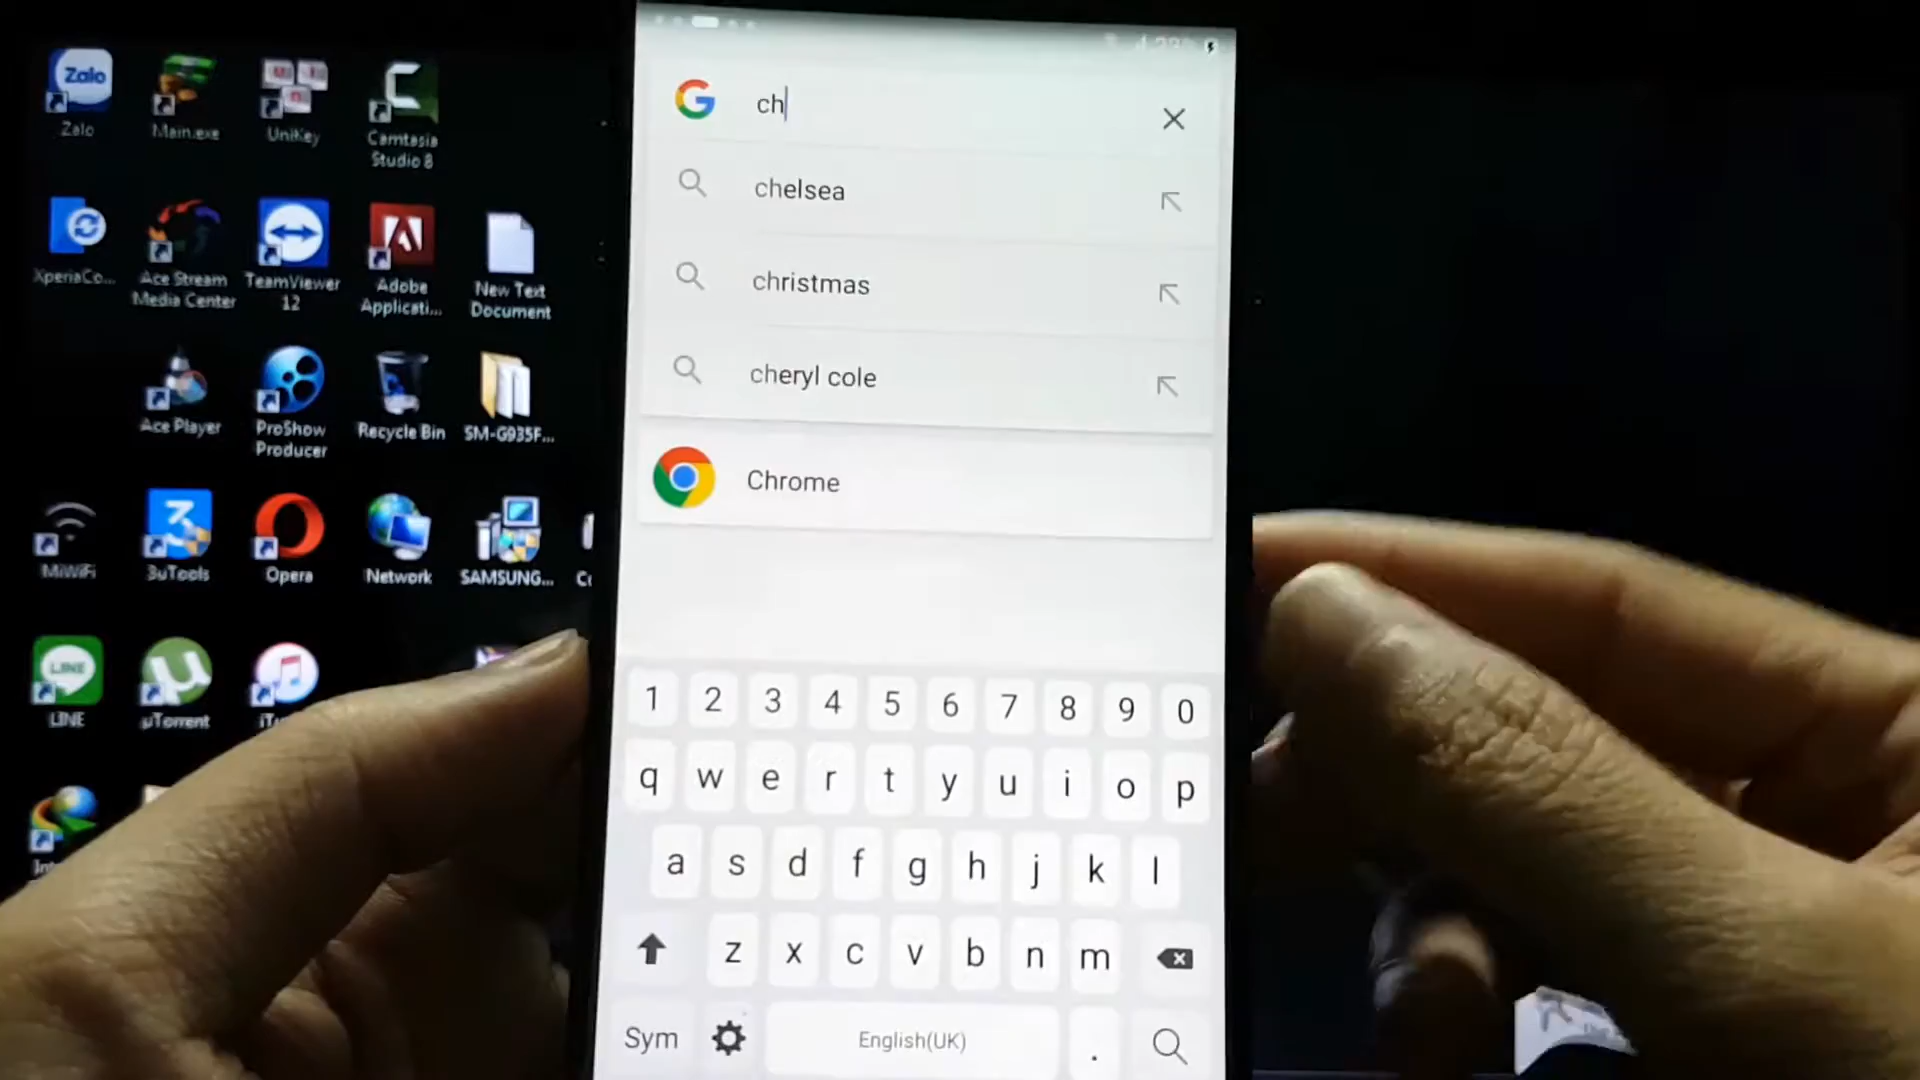 Zalo
Zalo
Main.exe
UniKey
Camtasia
Studio 8
XperiaCo...
Ace Stream
Media Center
TeamViewer
12
Adobe
Applicati...
New Text
Document
Ace Player
ProShow
Producer
Recycle Bin
SM-G935F...
MiWiFi
3uTools
Opera
Network
SAMSUNG...
LINE
LINE
µTorrent
ch
chelsea
christmas
cheryl cole
Chrome
1 2 3 4 5 6 7 8 9 0
q w e r t y u i o p
a s d f g h j k l
z x c v b n m
Sym
English(UK)
.